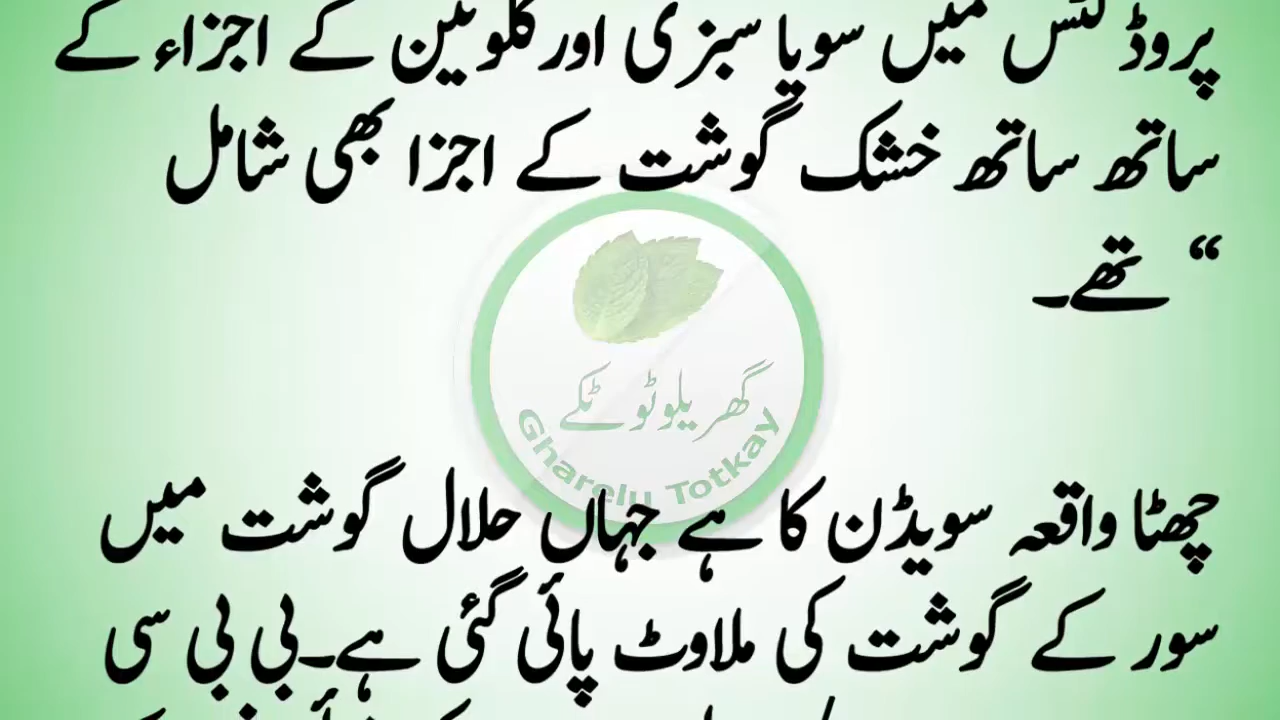 پروڈکٹس میں سویا سبزی اور گلوٹین کے اجزاء کے
ساتھ ساتھ خشک گوشت کے اجزا بھی شامل
“ تھے۔
گھریلو ٹوٹکے
Gharelu Totkay
چھٹا واقعہ سویڈن کا ہے جہاں حلال گوشت میں
سور کے گوشت کی ملاوٹ پائی گئی ہے۔بی بی سی